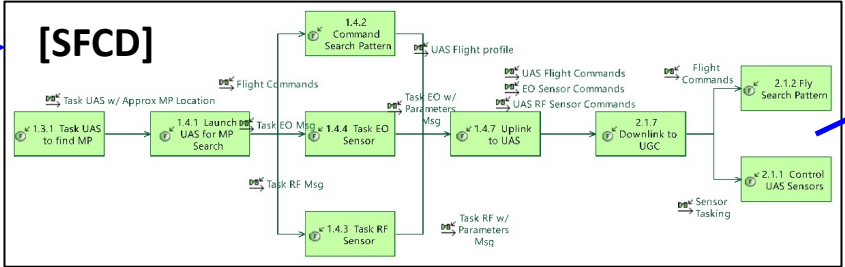 [SFCD]
1.4.2
Command
Search Pattern
UAS Flight profile
Flight Commands
Task UAS w/ Approx MP Location
1.3.1 Task UAS
to find MP
1.4.1 Launch
UAS for MP
Search
Task EO Msg
1.4.4 Task EO
Sensor
Task EO w/
Parameters
Msg
UAS Flight Commands
EO Sensor Commands
UAS RF Sensor Commands
1.4.7 Uplink
to UAS
2.1.7
Downlink to
UGC
Flight
Commands
2.1.2 Fly
Search Pattern
2.1.1 Control
UAS Sensors
Sensor
Tasking
Task RF Msg
1.4.3 Task RF
Sensor
Task RF w/
Parameters
Msg